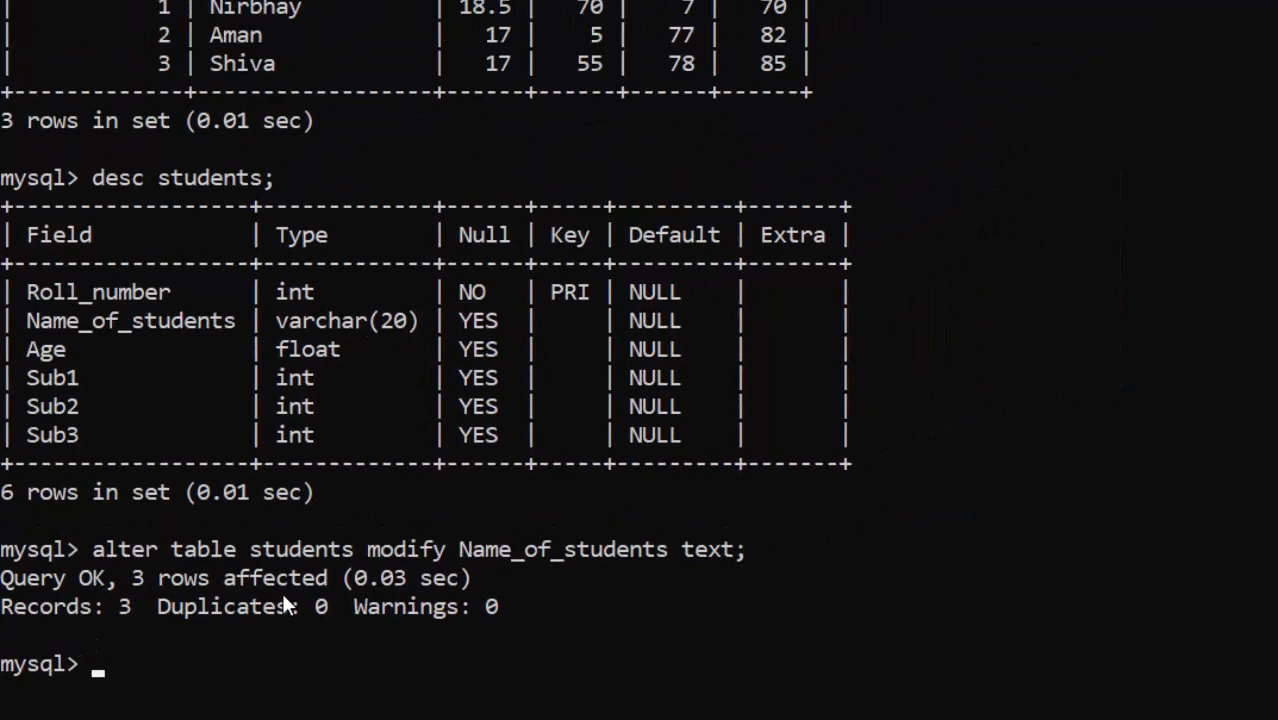 |           1 | Nirbhay          | 18.5 |   70 |    7 |   70 |
|           2 | Aman             |   17 |    5 |   77 |   82 |
|           3 | Shiva            |   17 |   55 |   78 |   85 |
+-------------+------------------+------+------+------+------+
3 rows in set (0.01 sec)
mysql> desc students;
+------------------+-------------+------+-----+---------+-------+
| Field            | Type        | Null | Key | Default | Extra |
+------------------+-------------+------+-----+---------+-------+
| Roll_number      | int         | NO   | PRI | NULL    |       |
| Name_of_students | varchar(20) | YES  |     | NULL    |       |
| Age              | float       | YES  |     | NULL    |       |
| Sub1             | int         | YES  |     | NULL    |       |
| Sub2             | int         | YES  |     | NULL    |       |
| Sub3             | int         | YES  |     | NULL    |       |
+------------------+-------------+------+-----+---------+-------+
6 rows in set (0.01 sec)
mysql> alter table students modify Name_of_students text;
Query OK, 3 rows affected (0.03 sec)
Records: 3  Duplicates: 0  Warnings: 0
mysql> _